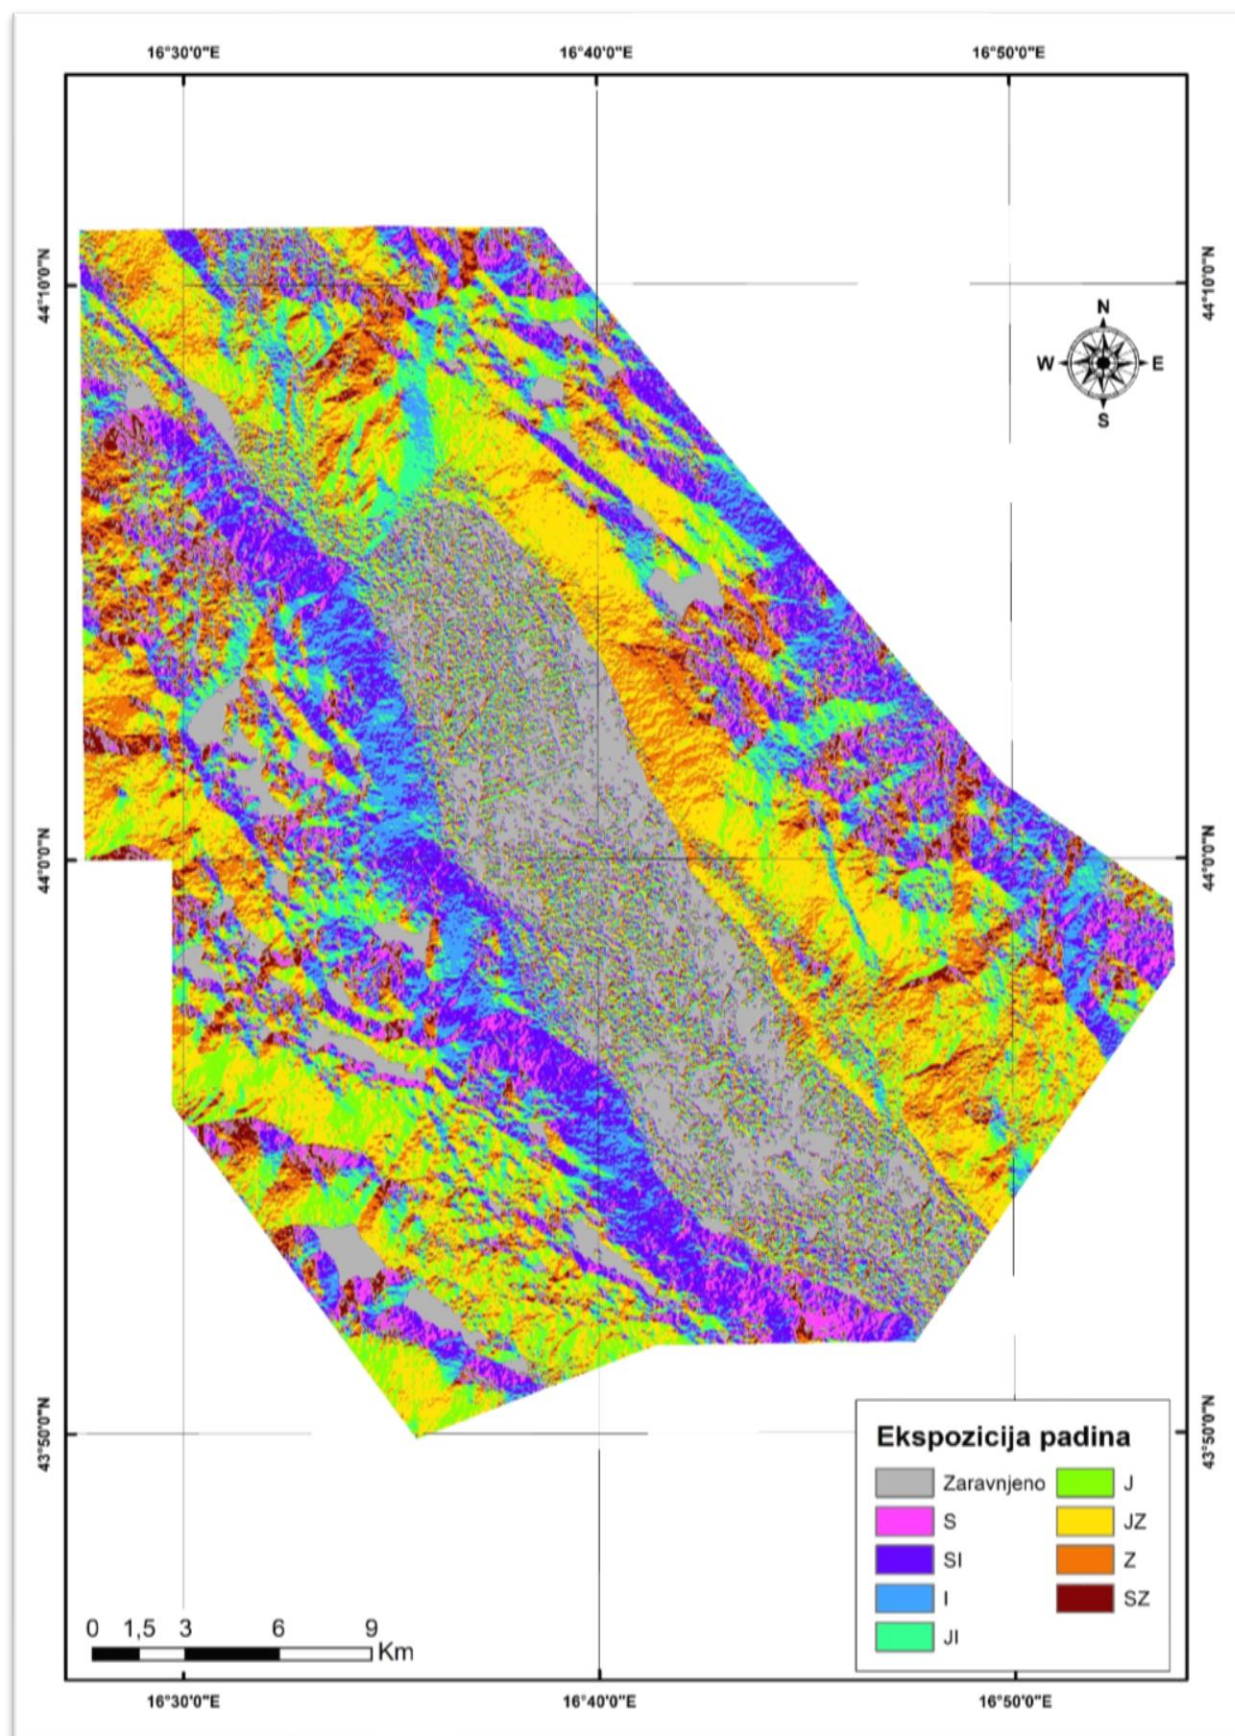 16°30'0"E 16°40'0"E 16°50'0"E
44°10'0"N 44°10'0"N
N
W E
S
44°0'0"N 44°0'0"N
43°50'0"N 43°50'0"N
Ekspozicija padina
Zaravnjeno J
S JZ
SI Z
I SZ
JI
0 1,5 3 6 9
Km
16°30'0"E 16°40'0"E 16°50'0"E